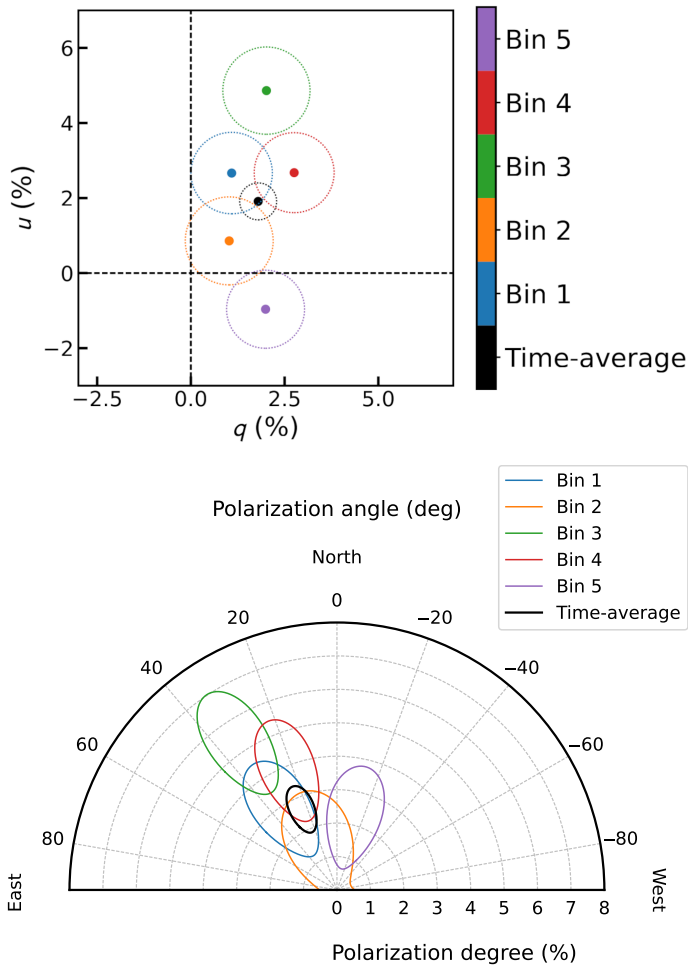 6
4
2
0
−2
u (%)
−2.5
0.0
2.5
5.0
q (%)
Bin 5
Bin 4
Bin 3
Bin 2
Bin 1
Time-average
Bin 1
Bin 2
Bin 3
Bin 4
Bin 5
Time-average
Polarization angle (deg)
North
0
20
−20
40
−40
60
−60
80
−80
East
West
0 1 2 3 4 5 6 7 8
Polarization degree (%)